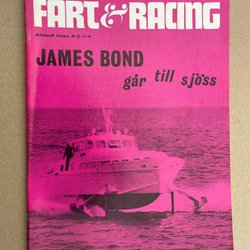 FART & RACING
JAMES BOND
går till sjöss